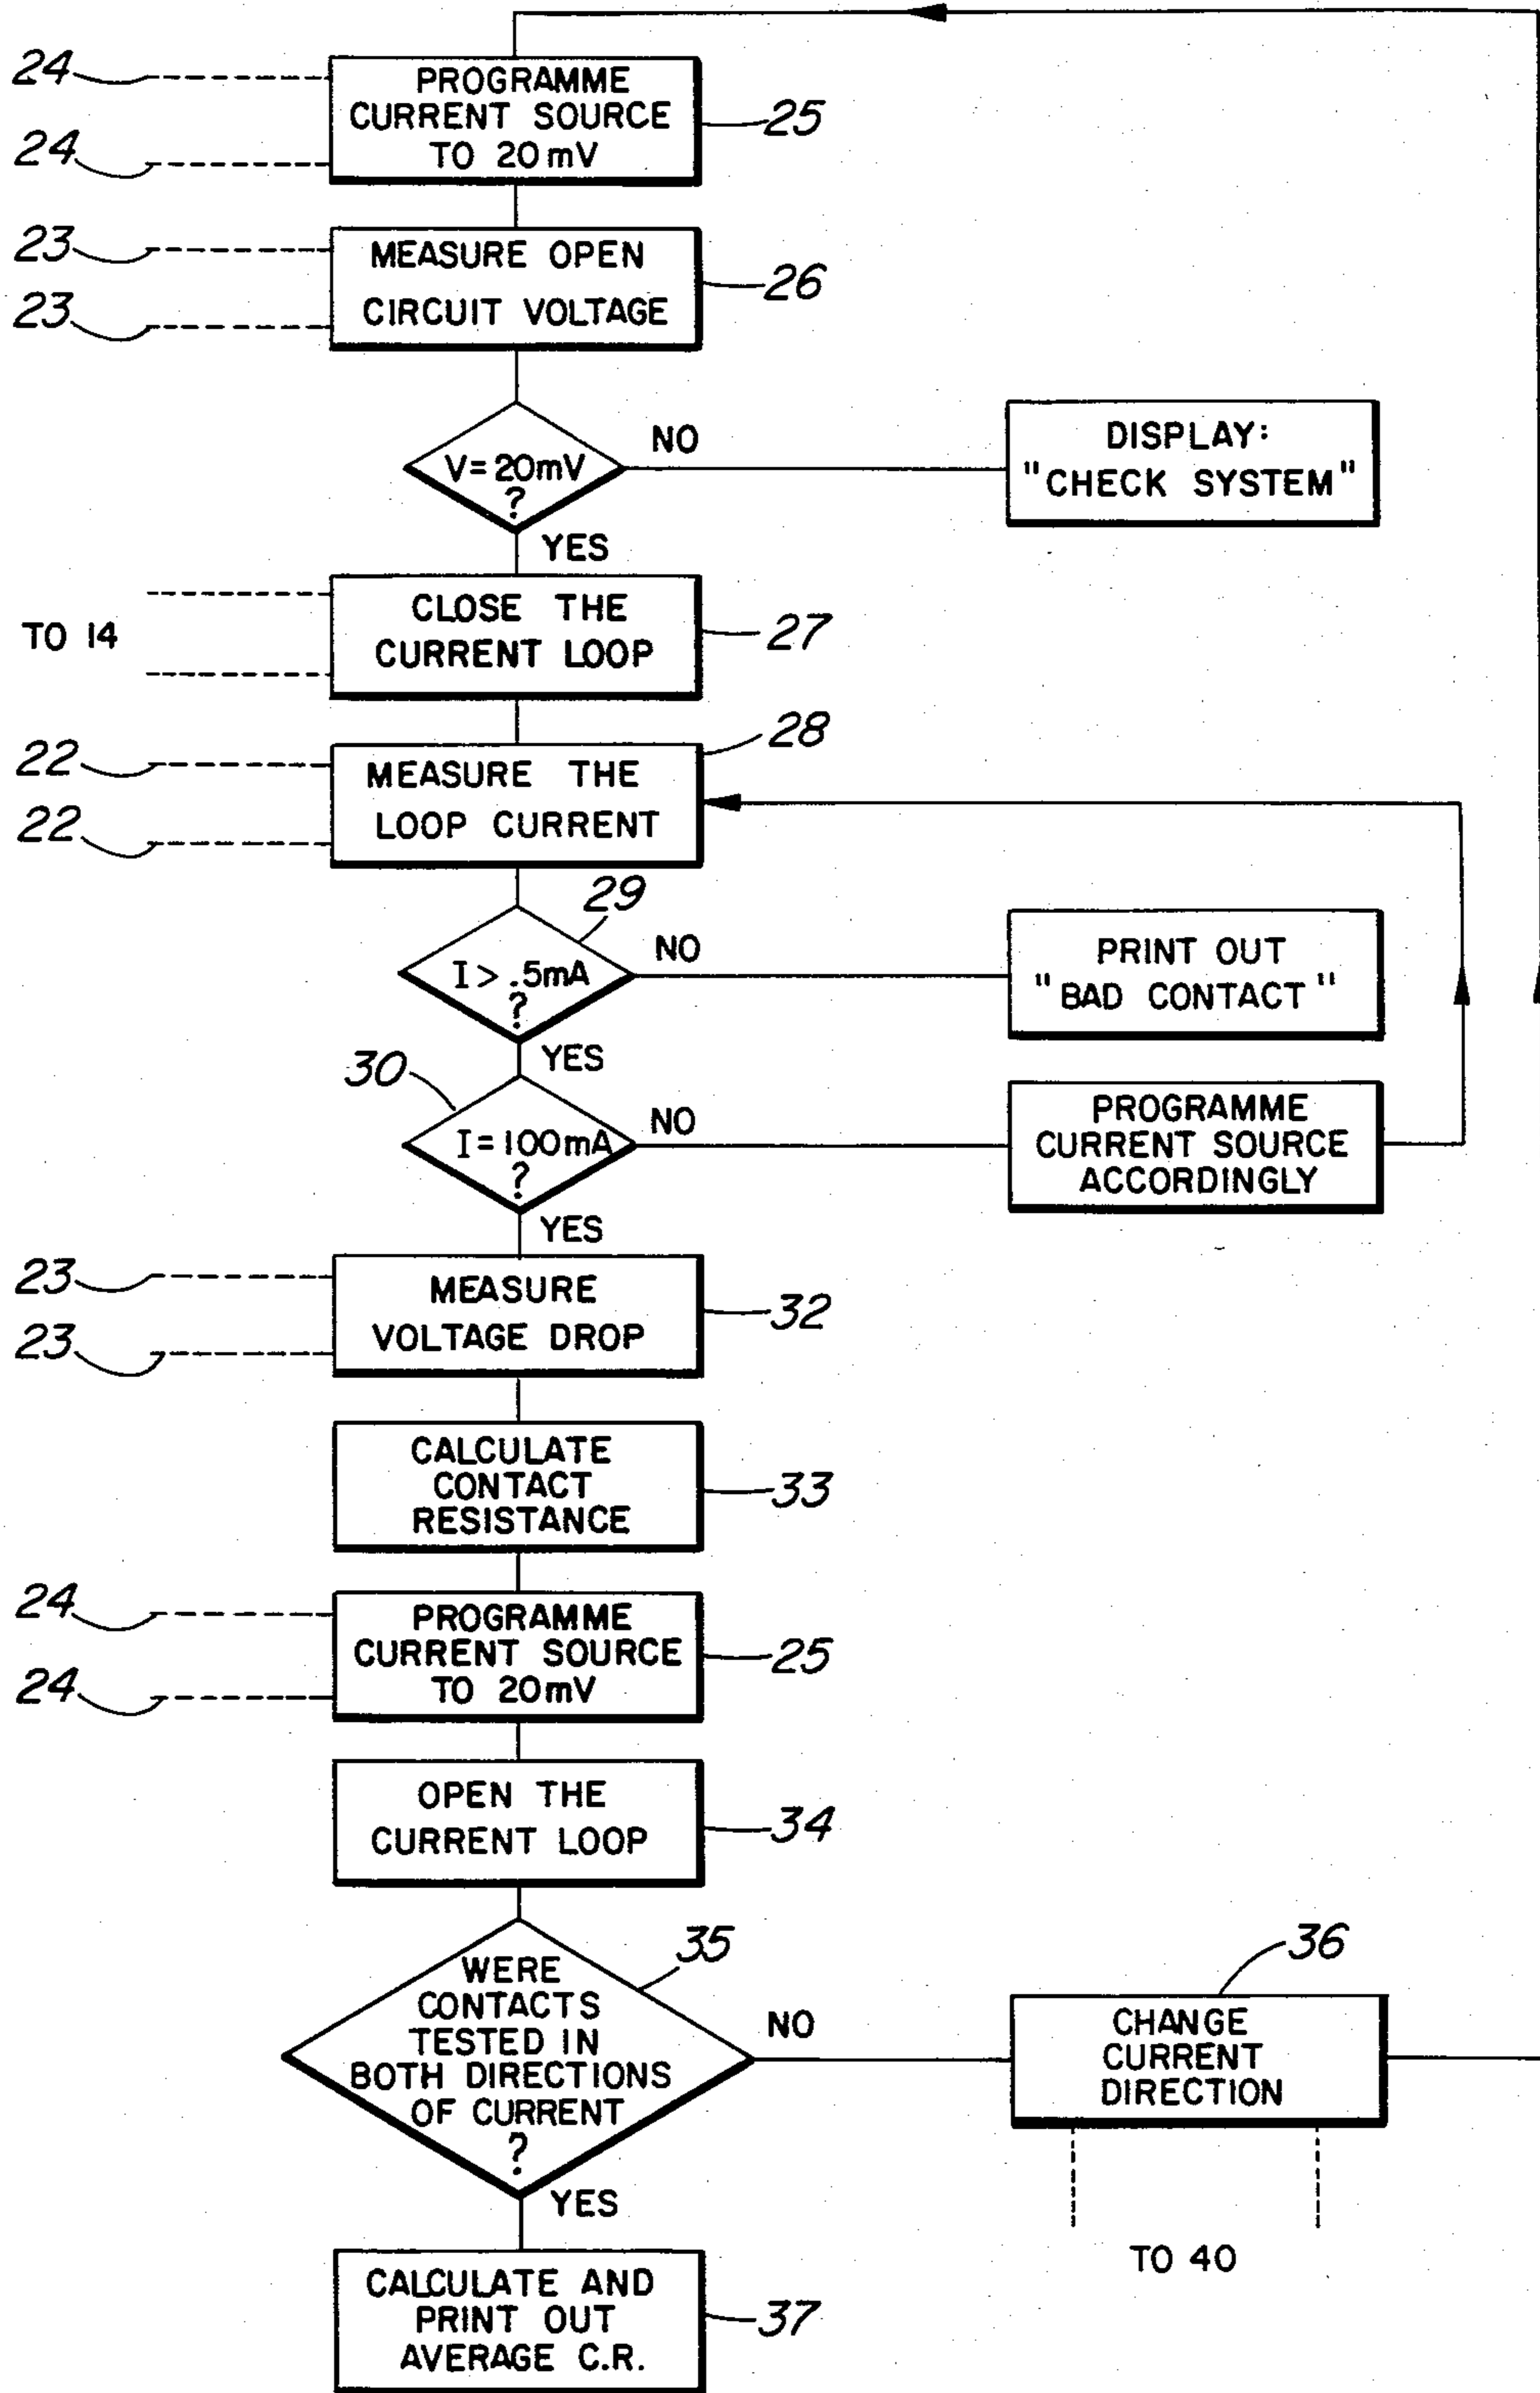 24
PROGRAMME
CURRENT SOURCE
TO 20mV
25
24
23
MEASURE OPEN
CIRCUIT VOLTAGE
26
23
V=20mV
?
NO
DISPLAY:
"CHECK SYSTEM"
YES
TO 14
CLOSE THE
CURRENT LOOP
27
22
MEASURE THE
LOOP CURRENT
28
22
29
I > .5mA
?
NO
PRINT OUT
"BAD CONTACT"
YES
30
I=100mA
?
NO
PROGRAMME
CURRENT SOURCE
ACCORDINGLY
YES
23
MEASURE
VOLTAGE DROP
32
23
CALCULATE
CONTACT
RESISTANCE
33
24
PROGRAMME
CURRENT SOURCE
TO 20mV
25
24
OPEN THE
CURRENT LOOP
34
35
WERE
CONTACTS
TESTED IN
BOTH DIRECTIONS
OF CURRENT
?
NO
36
CHANGE
CURRENT
DIRECTION
TO 40
YES
CALCULATE AND
PRINT OUT
AVERAGE C.R.
37